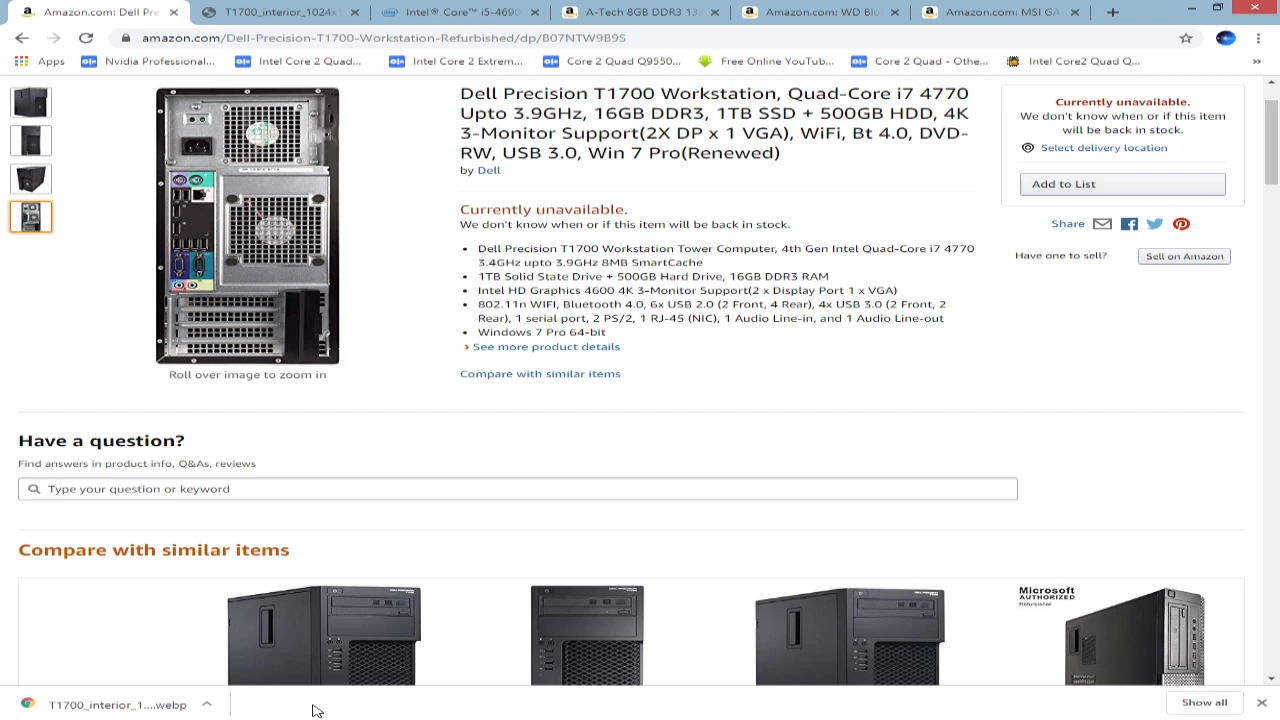 Amazon.com: Dell Pre
T1700_interior_1024x
Intel® Core™ i5-4690
A-Tech 8GB DDR3 13
Amazon.com: WD Blu
Amazon.com: MSI GA
amazon.com/Dell-Precision-T1700-Workstation-Refurbished/dp/B07NTW9B9S
Apps
Nvidia Professional...
Intel Core 2 Quad...
Intel Core 2 Extrem...
Core 2 Quad Q9550...
Free Online YouTub...
Core 2 Quad - Othe...
Intel Core2 Quad Q...
Dell Precision T1700 Workstation, Quad-Core i7 4770
Upto 3.9GHz, 16GB DDR3, 1TB SSD + 500GB HDD, 4K
3-Monitor Support(2X DP x 1 VGA), WiFi, Bt 4.0, DVD-
RW, USB 3.0, Win 7 Pro(Renewed)
by Dell
Currently unavailable.
We don't know when or if this item will be back in stock.
• Dell Precision T1700 Workstation Tower Computer, 4th Gen Intel Quad-Core i7 4770
3.4GHz upto 3.9GHz 8MB SmartCache
• 1TB Solid State Drive + 500GB Hard Drive, 16GB DDR3 RAM
• Intel HD Graphics 4600 4K 3-Monitor Support(2 x Display Port 1 x VGA)
• 802.11n WIFI, Bluetooth 4.0, 6x USB 2.0 (2 Front, 4 Rear), 4x USB 3.0 (2 Front, 2
Rear), 1 serial port, 2 PS/2, 1 RJ-45 (NIC), 1 Audio Line-in, and 1 Audio Line-out
• Windows 7 Pro 64-bit
› See more product details
Compare with similar items
Roll over image to zoom in
Currently unavailable.
We don't know when or if this item
will be back in stock.
Select delivery location
Add to List
Share
Have one to sell?
Sell on Amazon
Have a question?
Find answers in product info, Q&As, reviews
Type your question or keyword
Compare with similar items
Microsoft
AUTHORIZED
Refurbisher
T1700_interior_1....webp
Show all